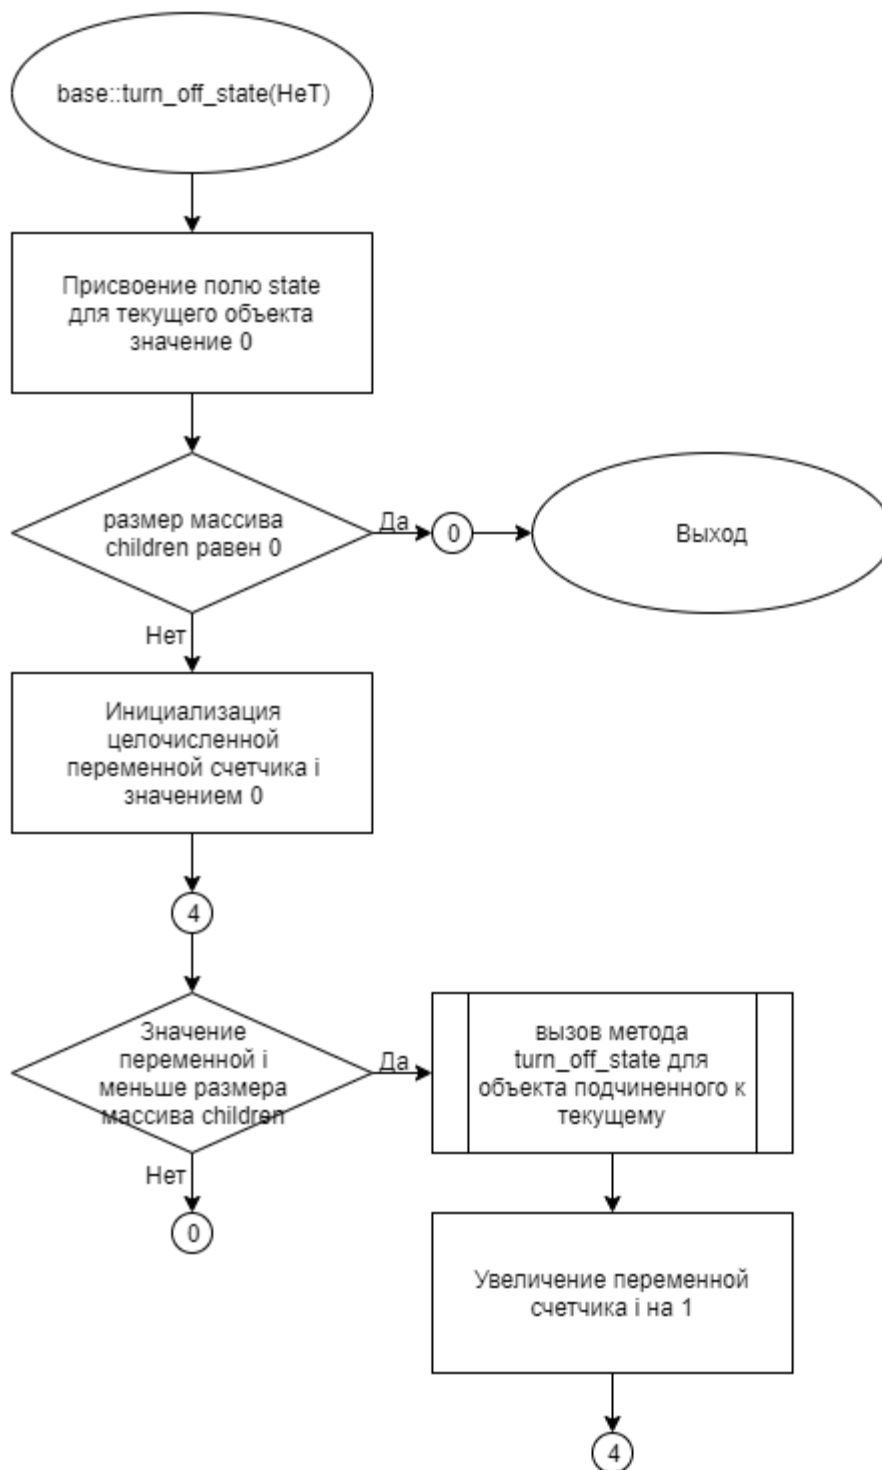 base::turn_off_state(НеТ)
Присвоение полю state
для текущего объекта
значение 0
размер массива
children равен 0
Да
0
Выход
Нет
Инициализация
целочисленной
переменной счетчика i
значением 0
4
Значение
переменной i
меньше размера
массива children
Да
вызов метода
turn_off_state для
объекта подчиненного к
текущему
Нет
0
Увеличение переменной
счетчика i на 1
4